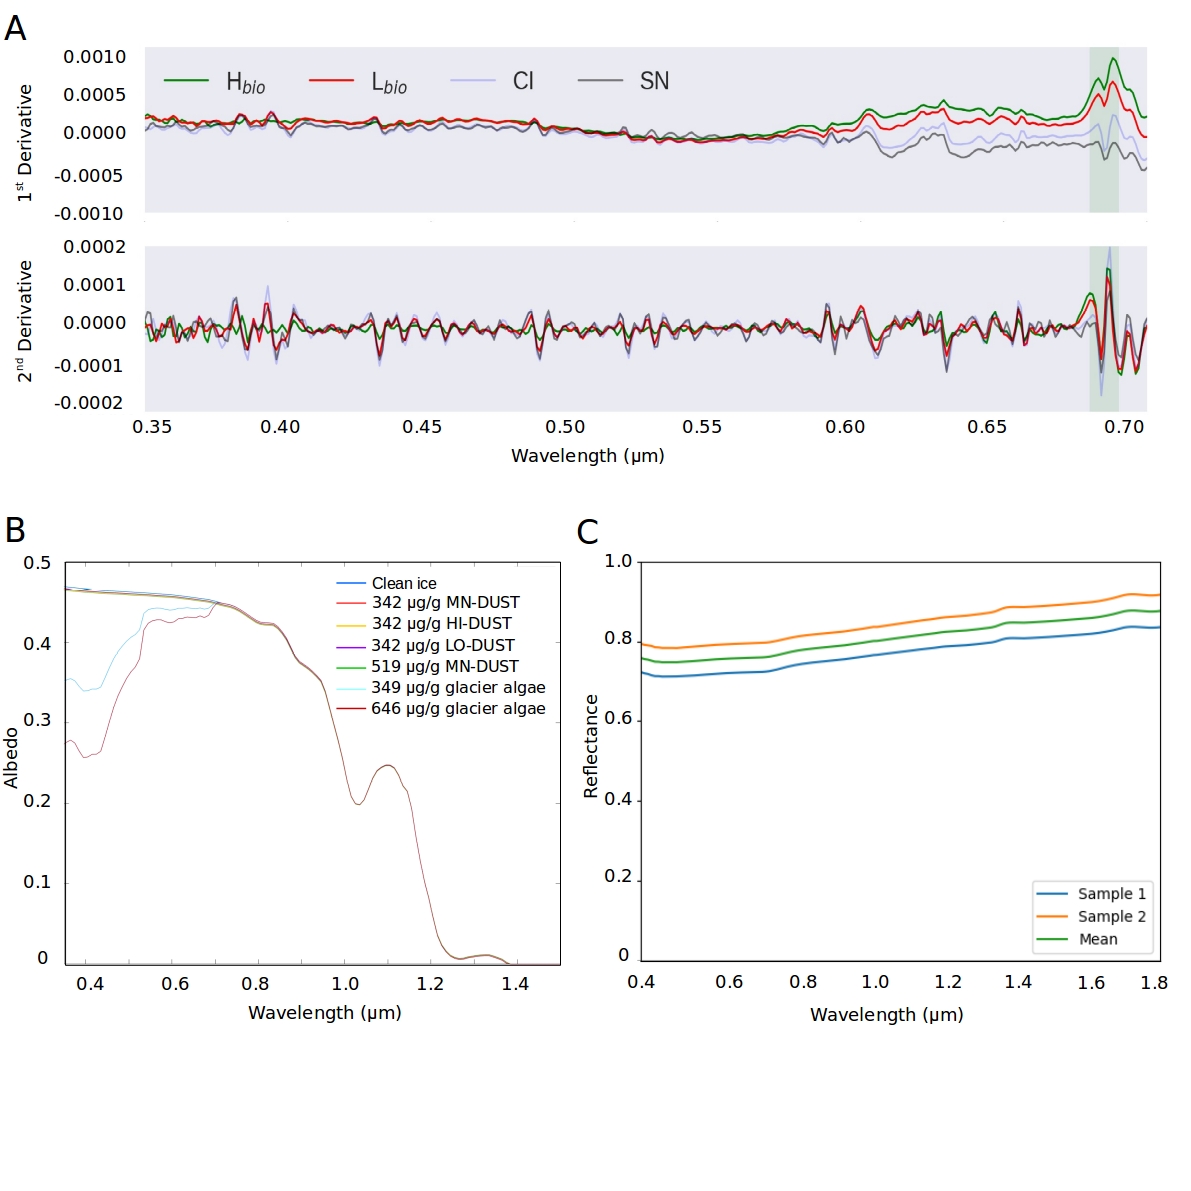 A
1st Derivative
0.0010
0.0005
0.0000
-0.0005
-0.0010
Hbio
Lbio
CI
SN
2nd Derivative
0.0002
0.0001
0.0000
-0.0001
-0.0002
0.35 0.40 0.45 0.50 0.55 0.60 0.65 0.70
Wavelength (µm)
B
Albedo
0.5
0.4
0.3
0.2
0.1
0
Clean ice
342 µg/g MN-DUST
342 µg/g HI-DUST
342 µg/g LO-DUST
519 µg/g MN-DUST
349 µg/g glacier algae
646 µg/g glacier algae
0.4 0.6 0.8 1.0 1.2 1.4
Wavelength (µm)
C
Reflectance
1.0
0.8
0.6
0.4
0.2
0
Sample 1
Sample 2
Mean
0.4 0.6 0.8 1.0 1.2 1.4 1.6 1.8
Wavelength (µm)